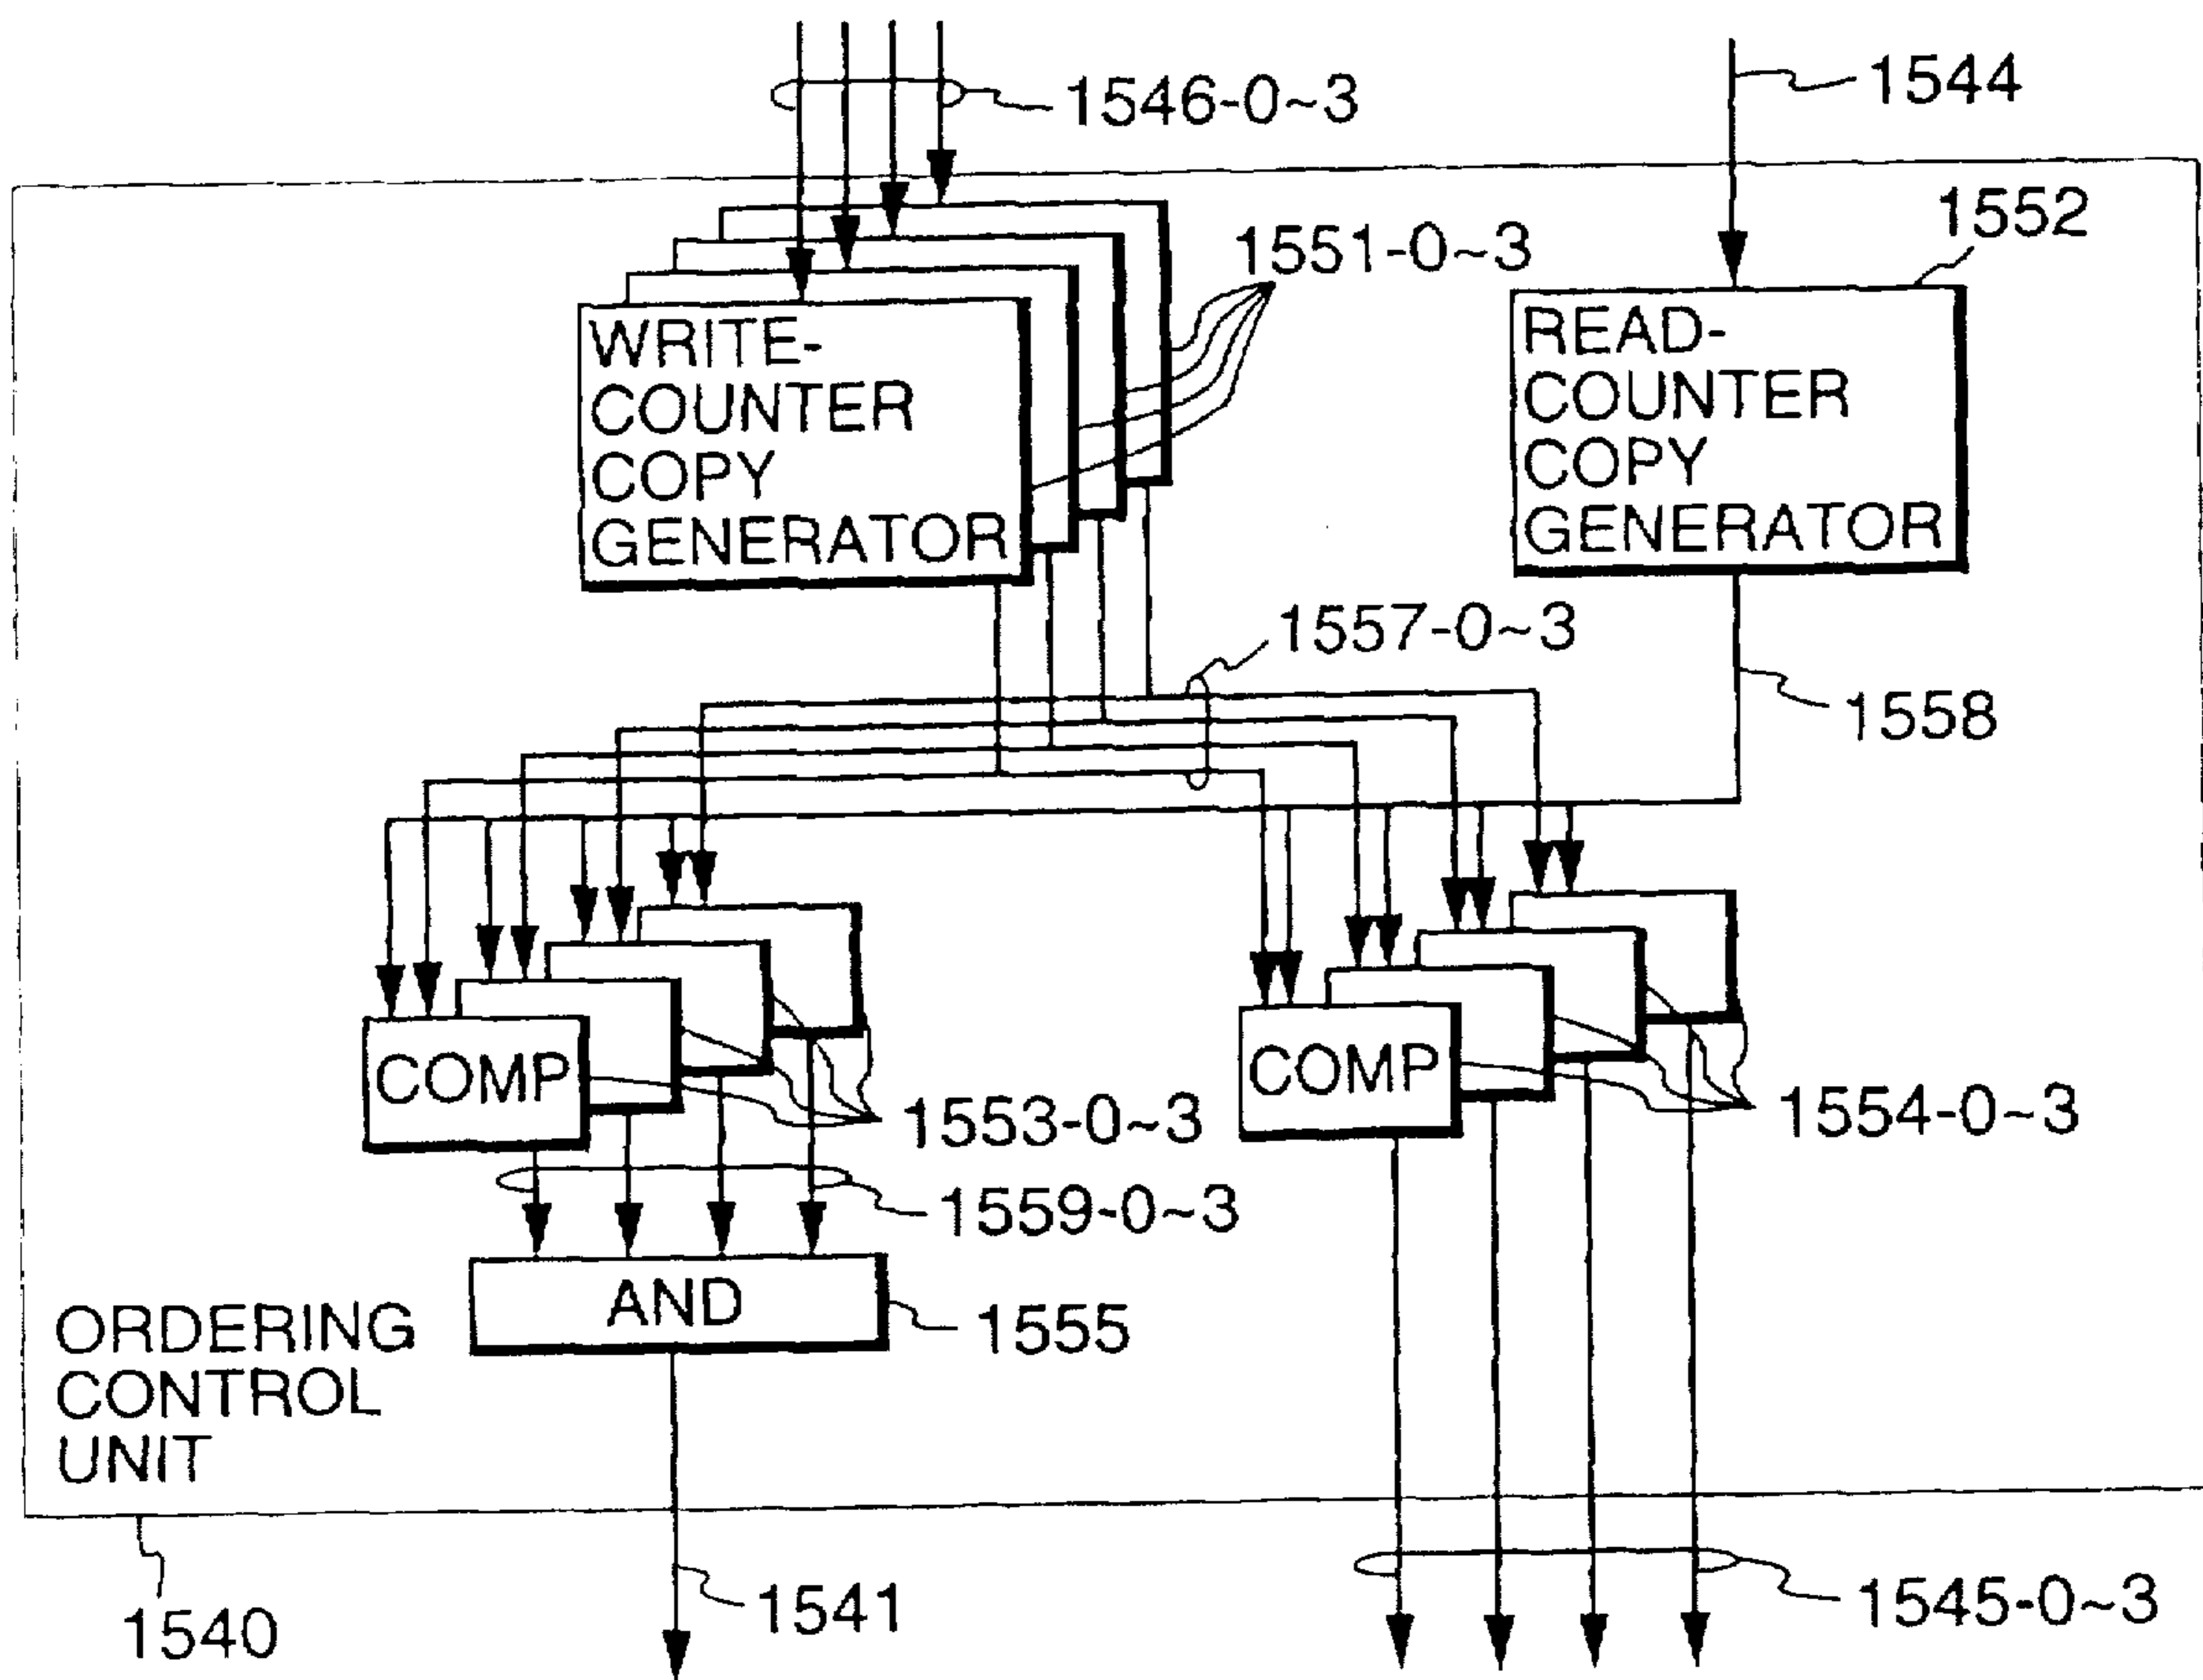 1546-0~3
1544
1552
1551-0~3
WRITE-
COUNTER
COPY
GENERATOR
READ-
COUNTER
COPY
GENERATOR
1557-0~3
1558
COMP
COMP
1553-0~3
1554-0~3
1559-0~3
AND
1555
ORDERING
CONTROL
UNIT
1540
1541
1545-0~3